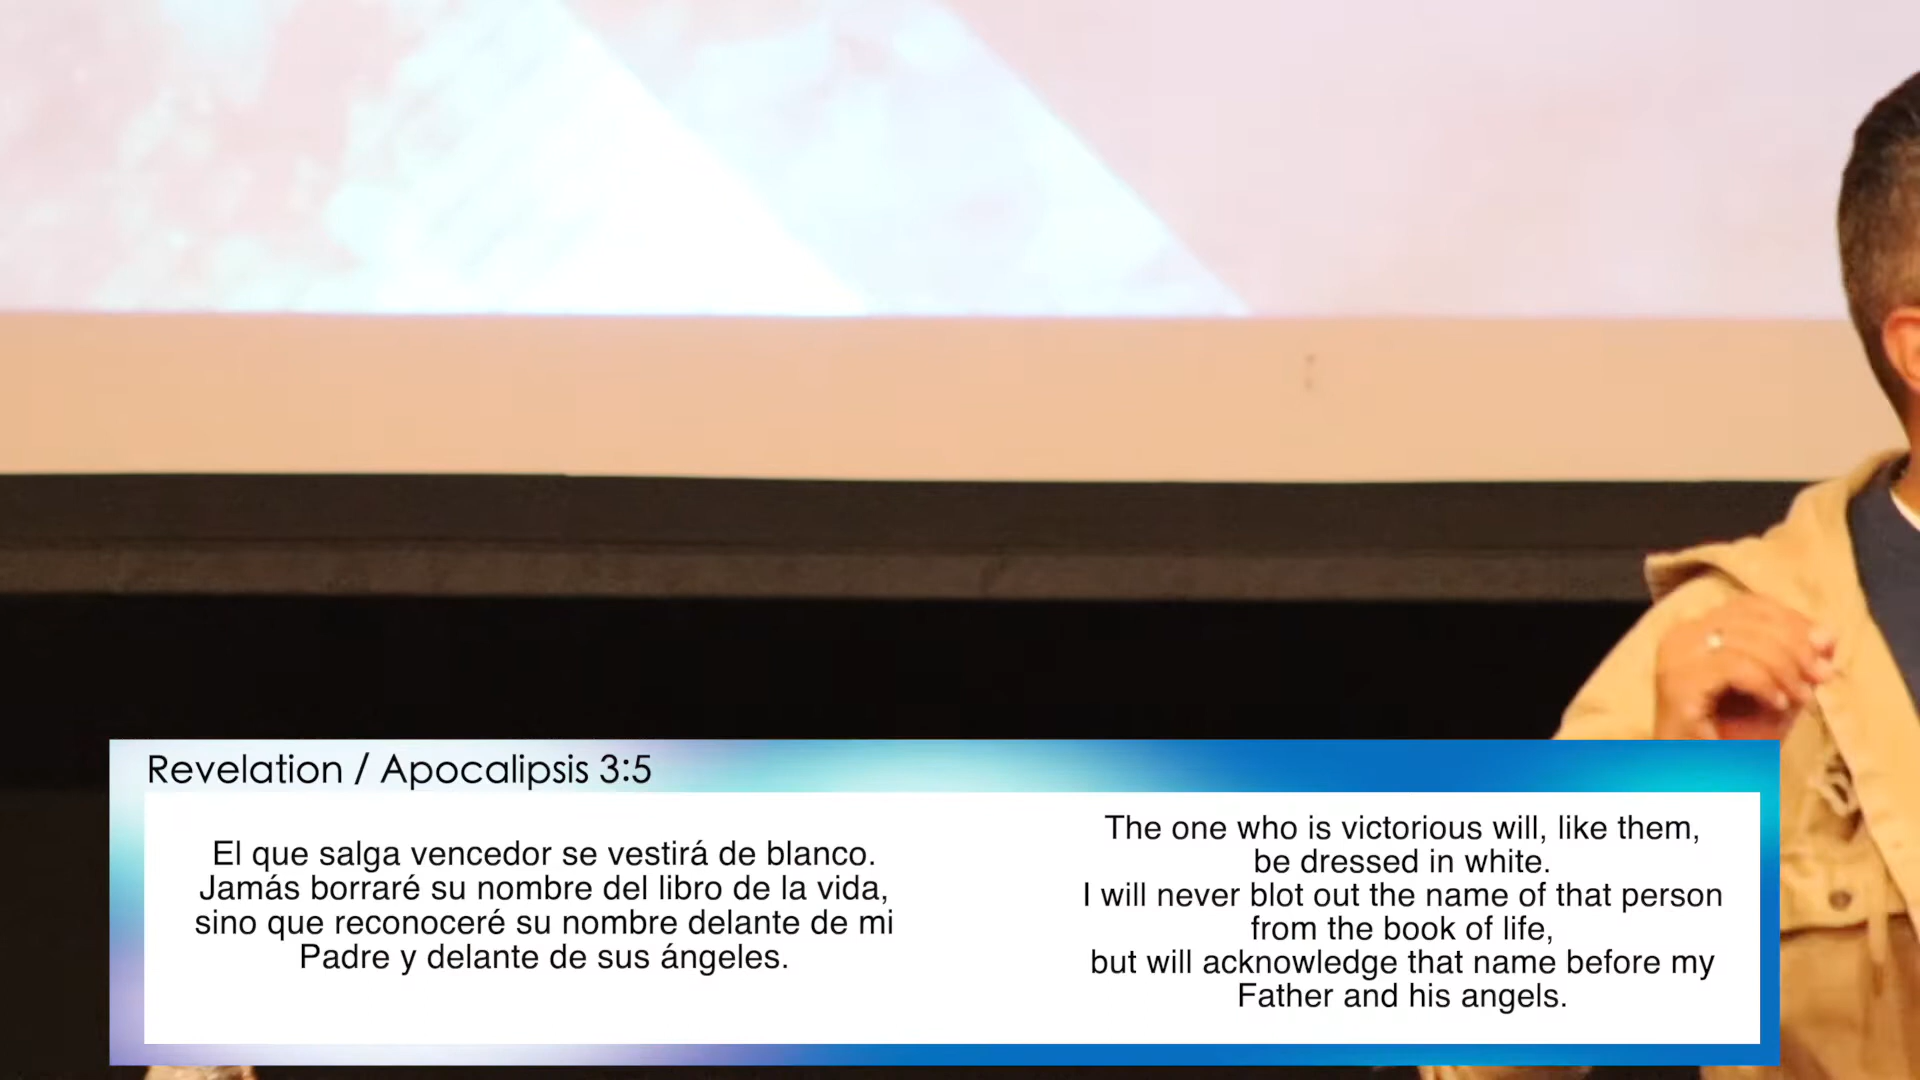 Revelation / Apocalipsis 3:5
El que salga vencedor se vestirá de blanco.
Jamás borraré su nombre del libro de la vida,
sino que reconoceré su nombre delante de mi
Padre y delante de sus ángeles.
The one who is victorious will, like them,
be dressed in white.
I will never blot out the name of that person
from the book of life,
but will acknowledge that name before my
Father and his angels.